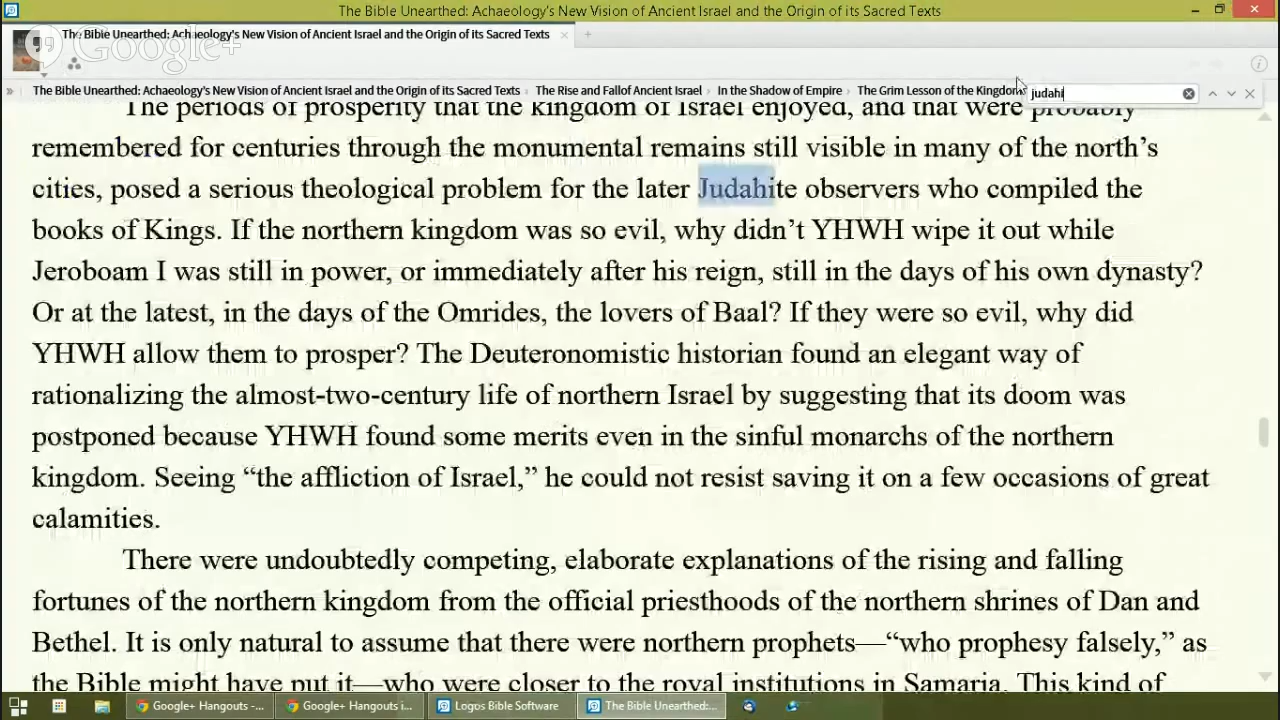 The Bible Unearthed: Achaeology's New Vision of Ancient Israel and the Origin of its Sacred Texts
The Bible Unearthed: Achaeology's New Vision of Ancient Israel and the Origin of its Sacred Texts
Google+
The Bible Unearthed: Achaeology's New Vision of Ancient Israel and the Origin of its Sacred Texts › The Rise and Fallof Ancient Israel › In the Shadow of Empire › The Grim Lesson of the Kingdom
judahi
The periods of prosperity that the kingdom of Israel enjoyed, and that were probably
remembered for centuries through the monumental remains still visible in many of the north’s
cities, posed a serious theological problem for the later Judahite observers who compiled the
books of Kings. If the northern kingdom was so evil, why didn’t YHWH wipe it out while
Jeroboam I was still in power, or immediately after his reign, still in the days of his own dynasty?
Or at the latest, in the days of the Omrides, the lovers of Baal? If they were so evil, why did
YHWH allow them to prosper? The Deuteronomistic historian found an elegant way of
rationalizing the almost-two-century life of northern Israel by suggesting that its doom was
postponed because YHWH found some merits even in the sinful monarchs of the northern
kingdom. Seeing “the affliction of Israel,” he could not resist saving it on a few occasions of great
calamities.
There were undoubtedly competing, elaborate explanations of the rising and falling
fortunes of the northern kingdom from the official priesthoods of the northern shrines of Dan and
Bethel. It is only natural to assume that there were northern prophets—“who prophesy falsely,” as
the Bible might have put it—who were closer to the royal institutions in Samaria. This kind of
Google+ Hangouts -...
Google+ Hangouts i...
Logos Bible Software
The Bible Unearthed:...